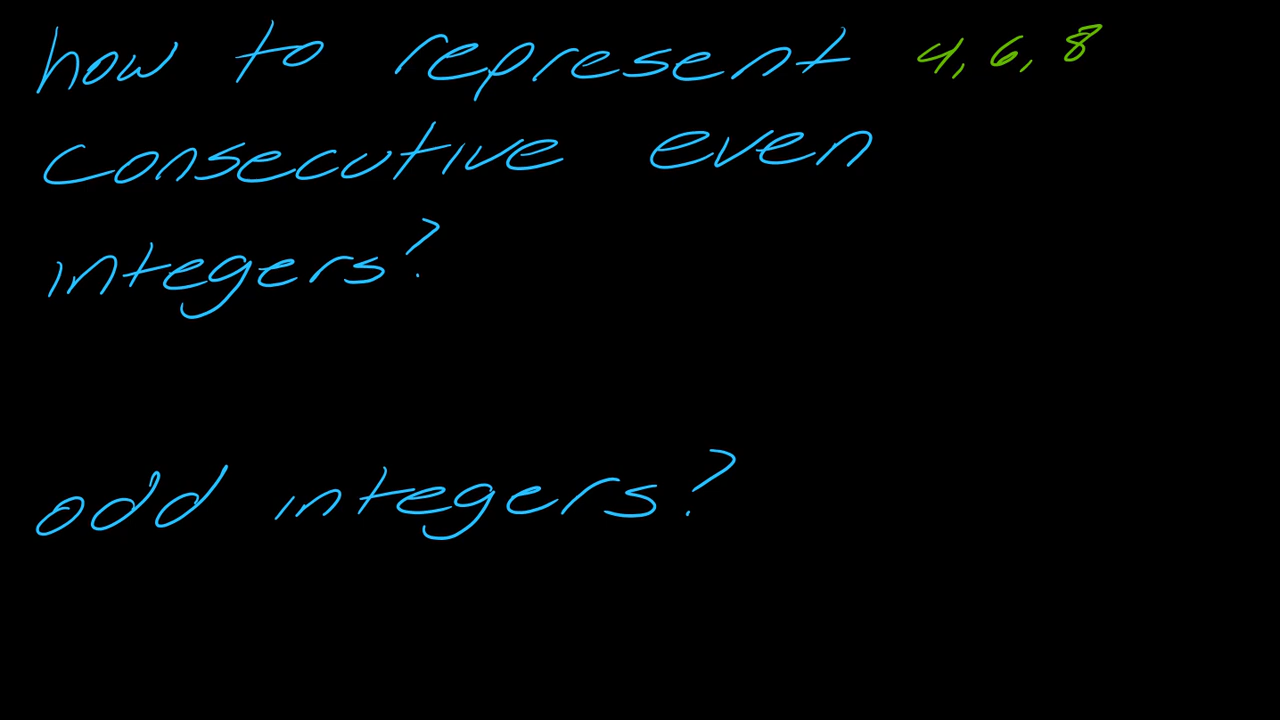 how to represent 4, 6, 8
consecutive even
integers?
odd integers?